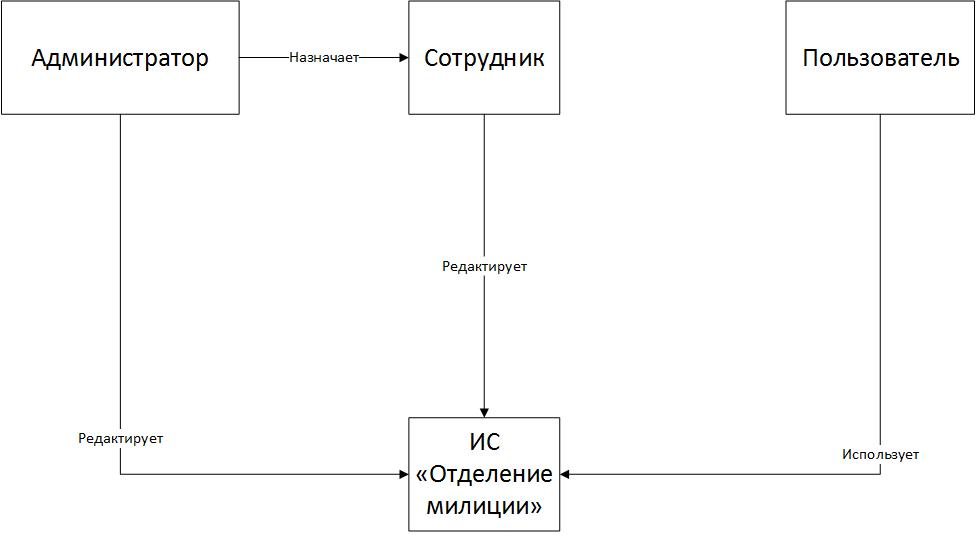 Администратор
Назначает
Сотрудник
Пользователь
Редактирует
Редактирует
Использует
ИС
«Отделение
милиции»